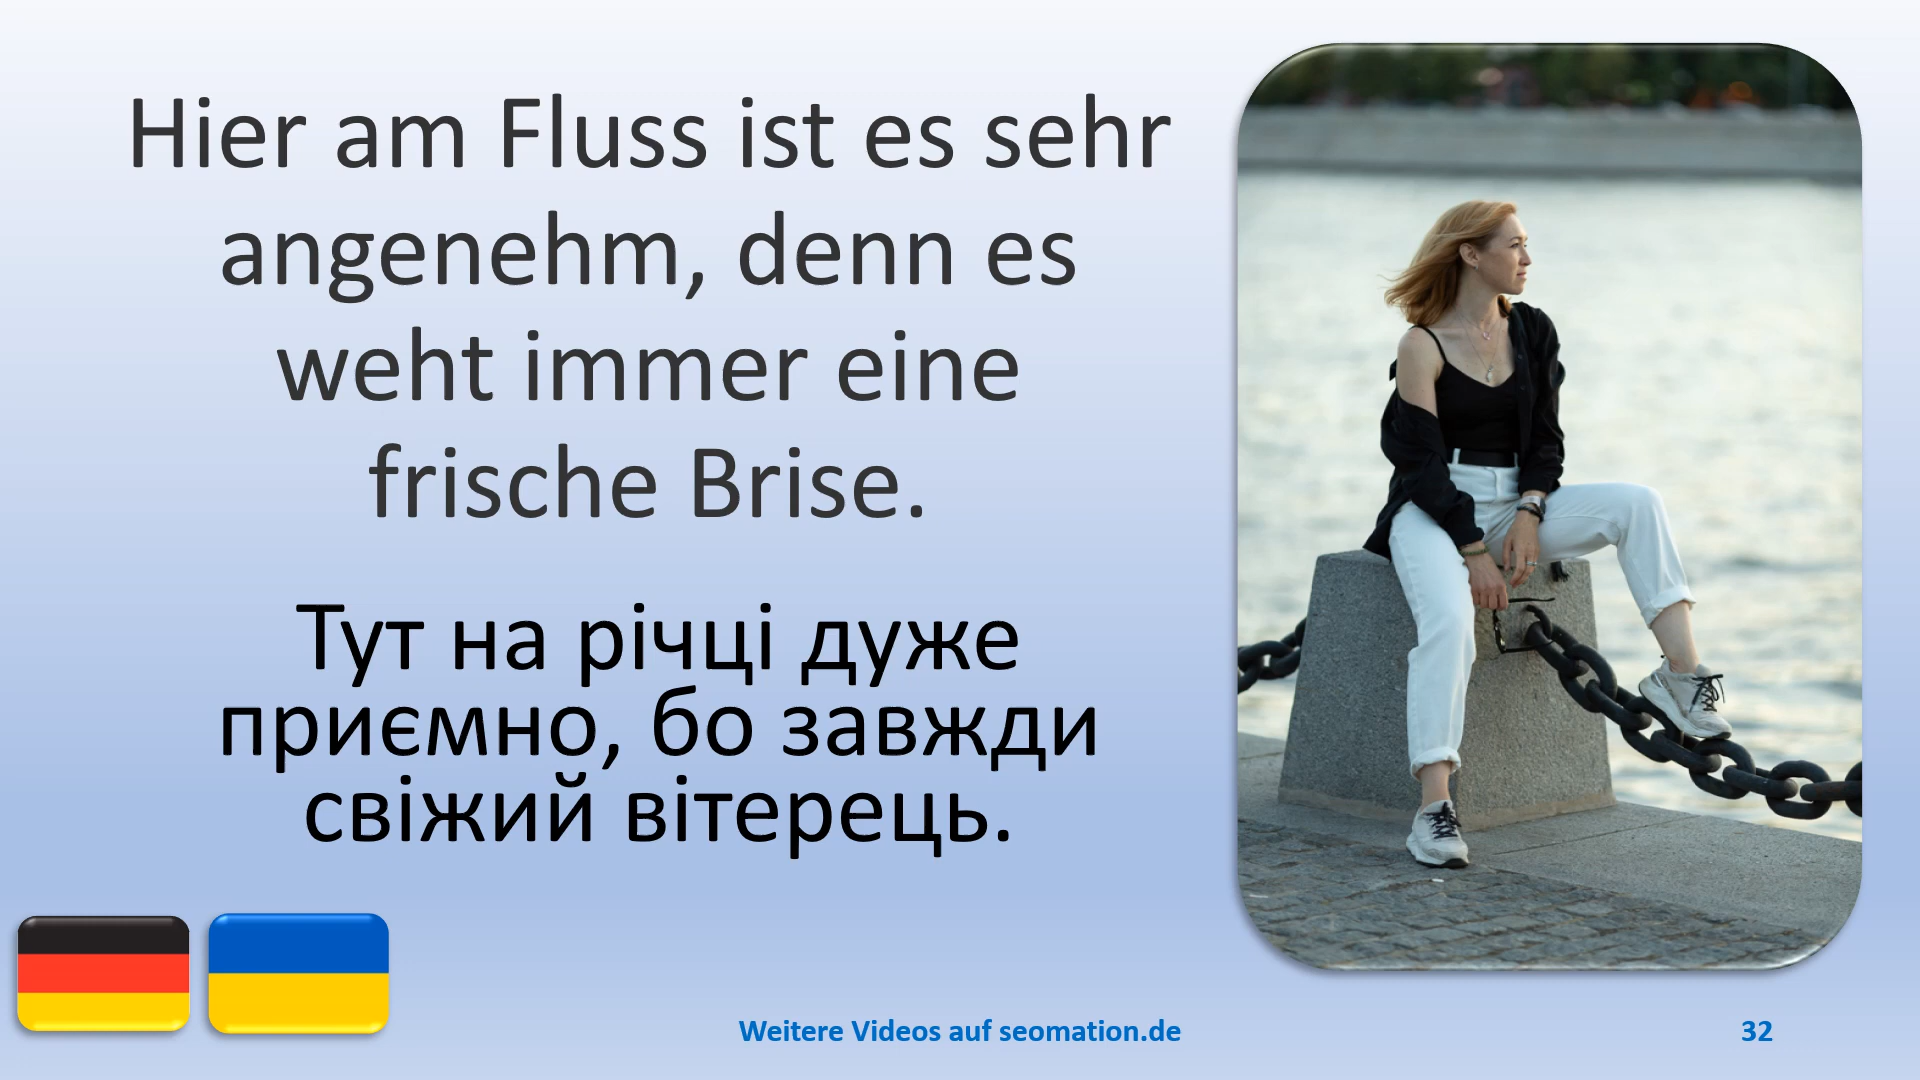 Hier am Fluss ist es sehr
angenehm, denn es
weht immer eine
frische Brise.
Тут на річці дуже
приємно, бо завжди
свіжий вітерець.
Weitere Videos auf seomation.de
32